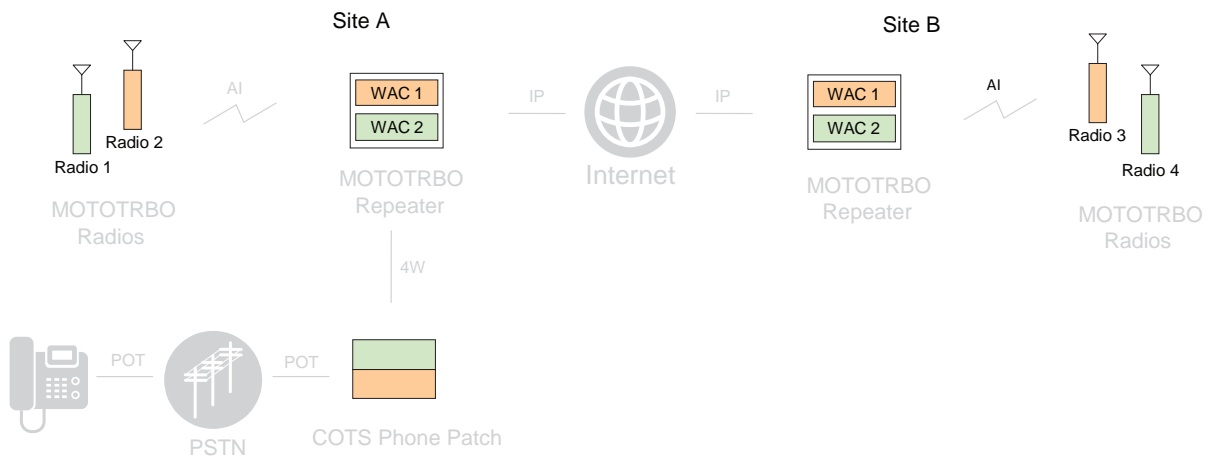 Site A
Site B
AI
WAC 1
WAC 2
IP
IP
WAC 1
WAC 2
AI
Radio 2
Radio 1
Radio 3
Radio 4
MOTOTRBO
Radios
MOTOTRBO
Repeater
Internet
MOTOTRBO
Repeater
MOTOTRBO
Radios
4W
POT
POT
PSTN
COTS Phone Patch